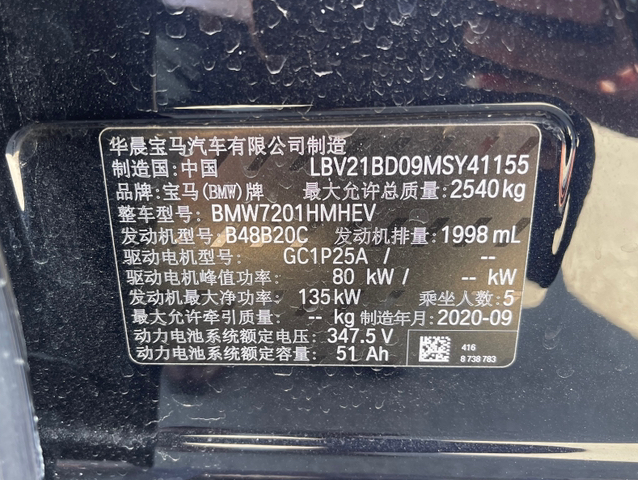 华晨宝马汽车有限公司制造
制造国：中国 LBV21BD09MSY41155
品牌：宝马(BMW)牌 最大允许总质量：2540kg
整车型号：BMW7201HMHEV
发动机型号：B48B20C 发动机排量：1998 mL
驱动电机型号： GC1P25A / --
驱动电机峰值功率： 80 kW / -- kW
发动机最大净功率： 135kW 乘坐人数：5
最大允许牵引质量： -- kg 制造年月：2020-09
动力电池系统额定电压：347.5 V
动力电池系统额定容量： 51 Ah
416
8 738 783